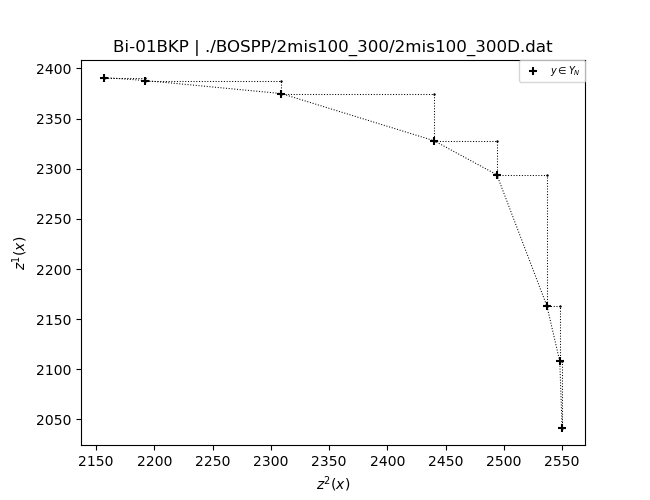 Bi-01BKP | ./BOSPP/2mis100_300/2mis100_300D.dat
y ∈ Y_N
2400
2350
2300
2250
2200
2150
2100
2050
z¹(x)
2150 2200 2250 2300 2350 2400 2450 2500 2550
z²(x)